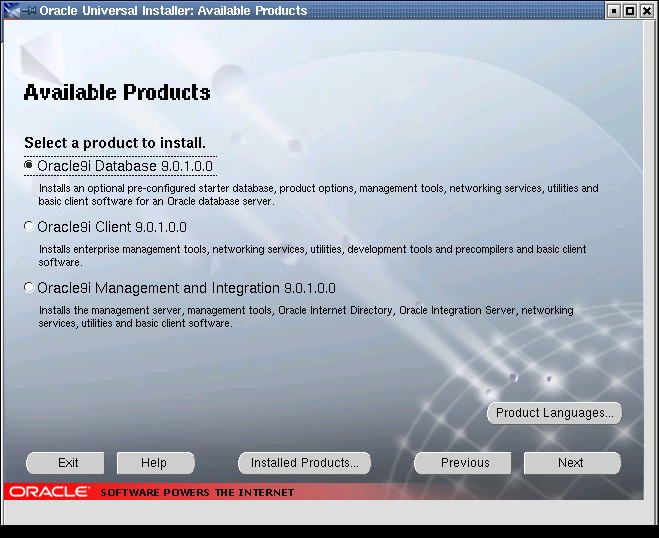 Oracle Universal Installer: Available Products
Available Products
Select a product to install.
Oracle9i Database 9.0.1.0.0
Installs an optional pre-configured starter database, product options, management tools, networking services, utilities and
basic client software for an Oracle database server.
Oracle9i Client 9.0.1.0.0
Installs enterprise management tools, networking services, utilities, development tools and precompilers and basic client
software.
Oracle9i Management and Integration 9.0.1.0.0
Installs the management server, management tools, Oracle Internet Directory, Oracle Integration Server, networking
services, utilities and basic client software.
Product Languages...
Exit Help Installed Products... Previous Next
ORACLE SOFTWARE POWERS THE INTERNET